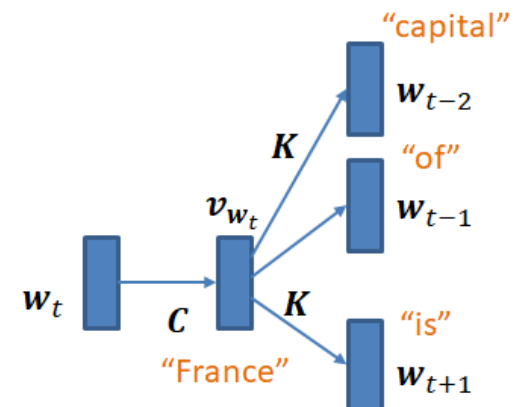 “capital”
w_{t−2}
K
“of”
v_{w_t}
w_{t−1}
w_t
C
K
“France”
“is”
w_{t+1}